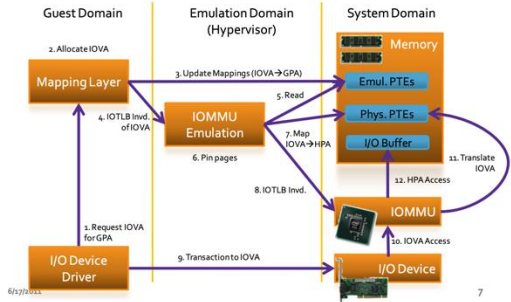 Guest Domain
Emulation Domain
(Hypervisor)
System Domain
2. Allocate IOVA
Mapping Layer
3. Update Mappings (IOVA→GPA)
Memory
Emul. PTEs
5. Read
4. IOTLB Invd.
of IOVA
IOMMU
Emulation
Phys. PTEs
6. Pin pages
7. Map
IOVA→HPA
I/O Buffer
11. Translate
IOVA
12. HPA Access
8. IOTLB Invd.
IOMMU
1. Request IOVA
for GPA
10. IOVA Access
9. Transaction to IOVA
I/O Device
Driver
I/O Device
6/17/2011
7